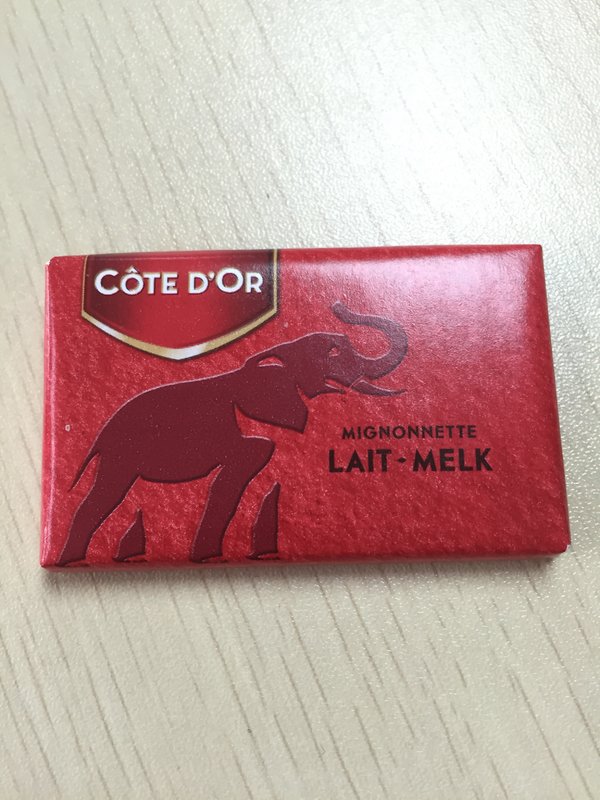 CÔTE D'OR
MIGNONNETTE
LAIT - MELK